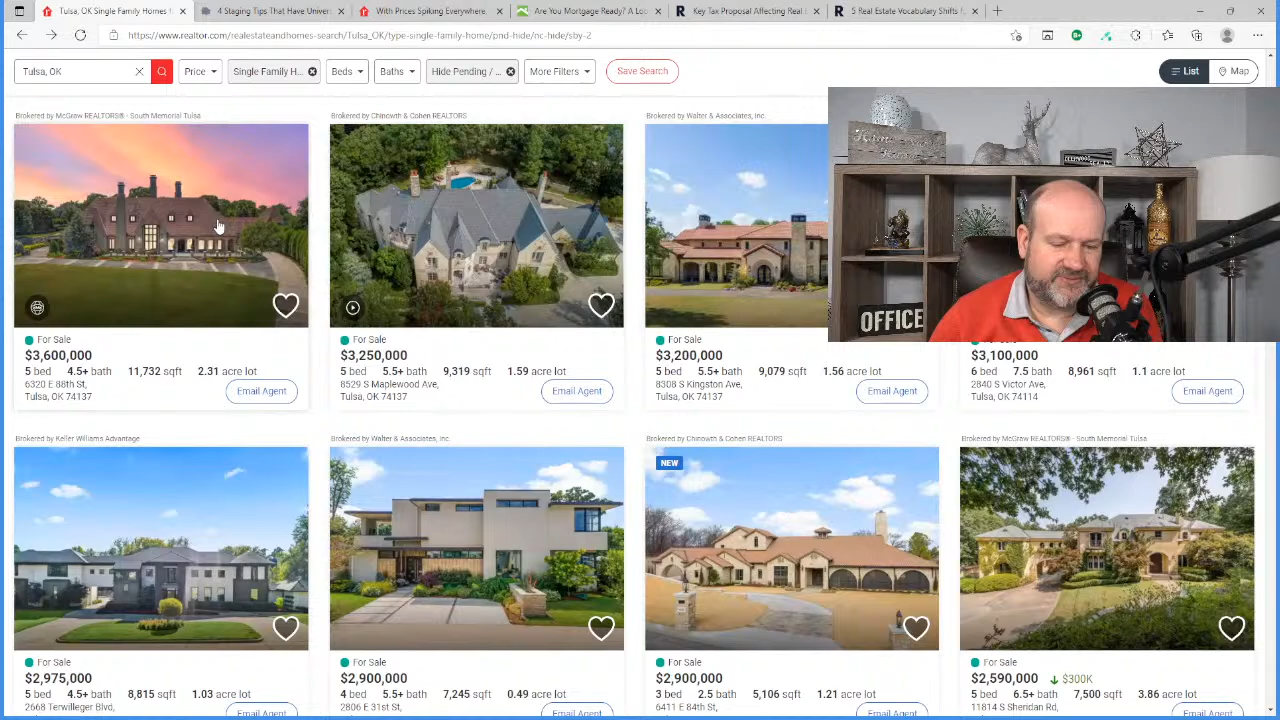 Tulsa, OK Single Family Homes f
4 Staging Tips That Have Univer
With Prices Spiking Everywhere,
Are You Mortgage Ready? A Lo
Key Tax Proposal Affecting Real
5 Real Estate Vocabulary Shifts
https://www.realtor.com/realestateandhomes-search/Tulsa_OK/type-single-family-home/pnd-hide/nc-hide/sby-2
Tulsa, OK
Price
Single Family H...
Beds
Baths
Hide Pending / ...
More Filters
Save Search
List
Map
Brokered by McGraw REALTORS® - South Memorial Tulsa
Brokered by Chinowth & Cohen REALTORS
Brokered by Walter & Associates, Inc.
OFFICE
For Sale
$3,600,000
5 bed 4.5+ bath 11,732 sqft 2.31 acre lot
6320 E 88th St,
Tulsa, OK 74137
Email Agent
For Sale
$3,250,000
5 bed 5.5+ bath 9,319 sqft 1.59 acre lot
8529 S Maplewood Ave,
Tulsa, OK 74137
Email Agent
For Sale
$3,200,000
5 bed 5.5+ bath 9,079 sqft 1.56 acre lot
8308 S Kingston Ave,
Tulsa, OK 74137
Email Agent
$3,100,000
6 bed 7.5 bath 8,961 sqft 1.1 acre lot
2840 S Victor Ave,
Tulsa, OK 74114
Email Agent
Brokered by Keller Williams Advantage
Brokered by Walter & Associates, Inc.
Brokered by Chinowth & Cohen REALTORS
Brokered by McGraw REALTORS® - South Memorial Tulsa
NEW
For Sale
$2,975,000
5 bed 4.5+ bath 8,815 sqft 1.03 acre lot
2668 Terwilleger Blvd,
Email Agent
For Sale
$2,900,000
4 bed 5.5+ bath 7,245 sqft 0.49 acre lot
2806 E 31st St,
Email Agent
For Sale
$2,900,000
3 bed 2.5 bath 5,106 sqft 1.21 acre lot
6411 E 84th St,
Email Agent
For Sale
$2,590,000 $300K
5 bed 6.5+ bath 7,500 sqft 3.86 acre lot
11814 S Sheridan Rd,
Email Agent